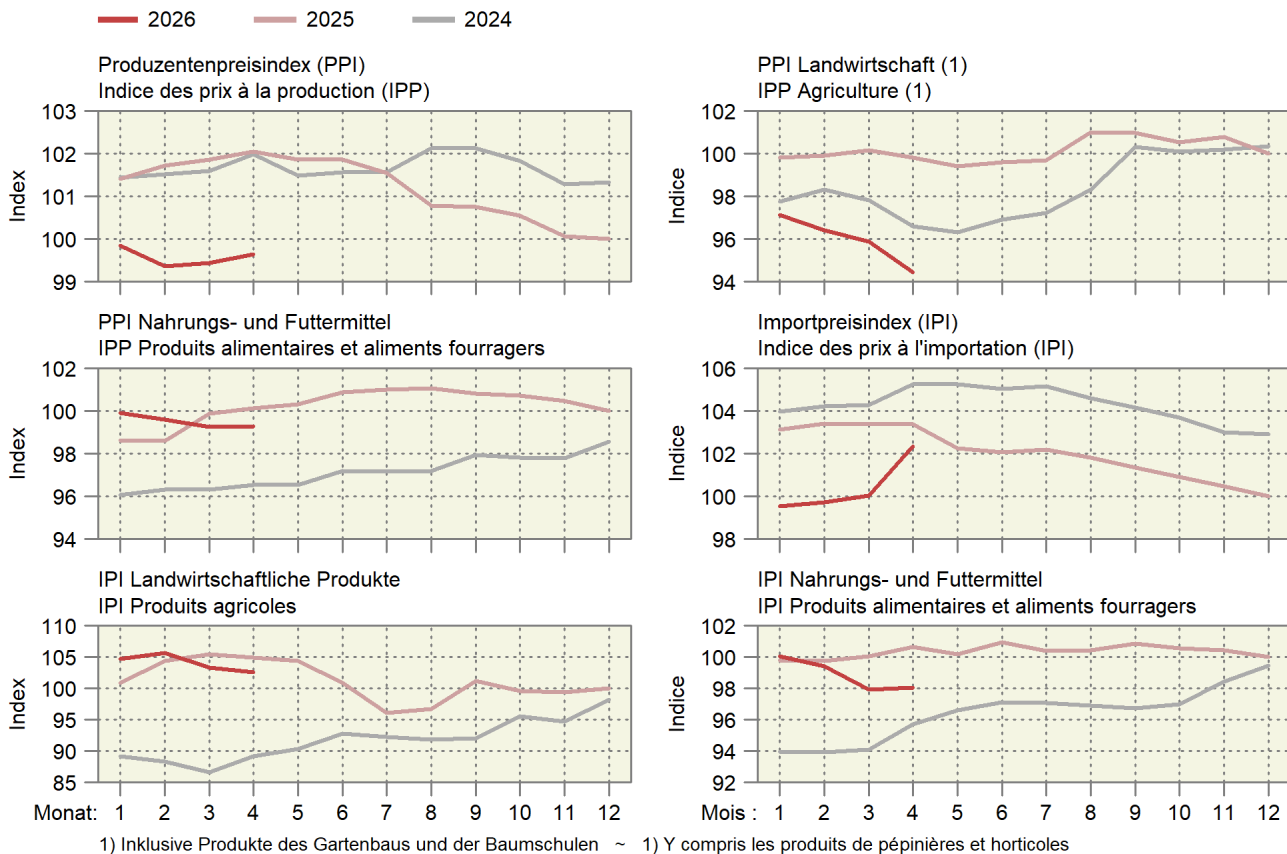 2026 2025 2024
Produzentenpreisindex (PPI)
Indice des prix à la production (IPP)
103
102
101
100
99
Index
PPI Landwirtschaft (1)
IPP Agriculture (1)
102
100
98
96
94
Indice
PPI Nahrungs- und Futtermittel
IPP Produits alimentaires et aliments fourragers
102
100
98
96
94
Index
Importpreisindex (IPI)
Indice des prix à l'importation (IPI)
106
104
102
100
98
Indice
IPI Landwirtschaftliche Produkte
IPI Produits agricoles
110
105
100
95
90
85
Index
Monat: 1 2 3 4 5 6 7 8 9 10 11 12
IPI Nahrungs- und Futtermittel
IPI Produits alimentaires et aliments fourragers
102
100
98
96
94
92
Indice
Mois : 1 2 3 4 5 6 7 8 9 10 11 12
1) Inklusive Produkte des Gartenbaus und der Baumschulen ~ 1) Y compris les produits de pépinières et horticoles